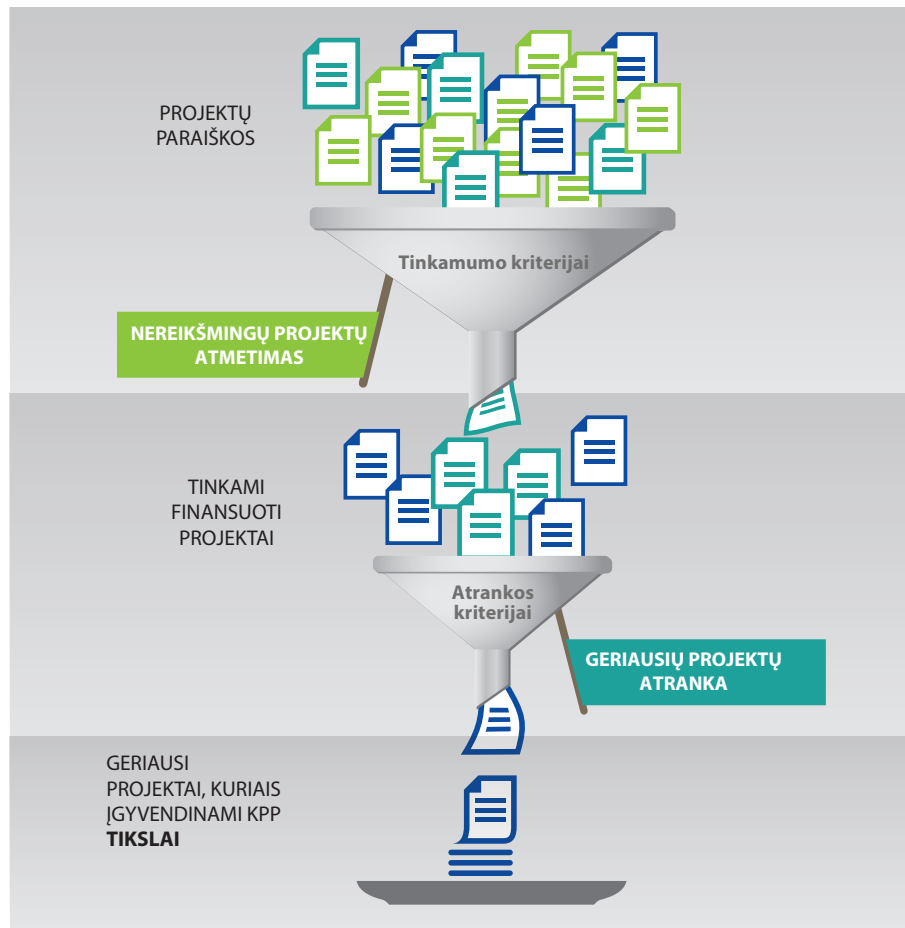 PROJEKTŲ
PARAIŠKOS
Tinkamumo kriterijai
NEREIKŠMINGŲ PROJEKTŲ
ATMETIMAS
TINKAMI
FINANSUOTI
PROJEKTAI
Atrankos
kriterijai
GERIAUSIŲ PROJEKTŲ
ATRANKA
GERIAUSI
PROJEKTAI, KURIAIS
ĮGYVENDINAMI KPP
TIKSLAI